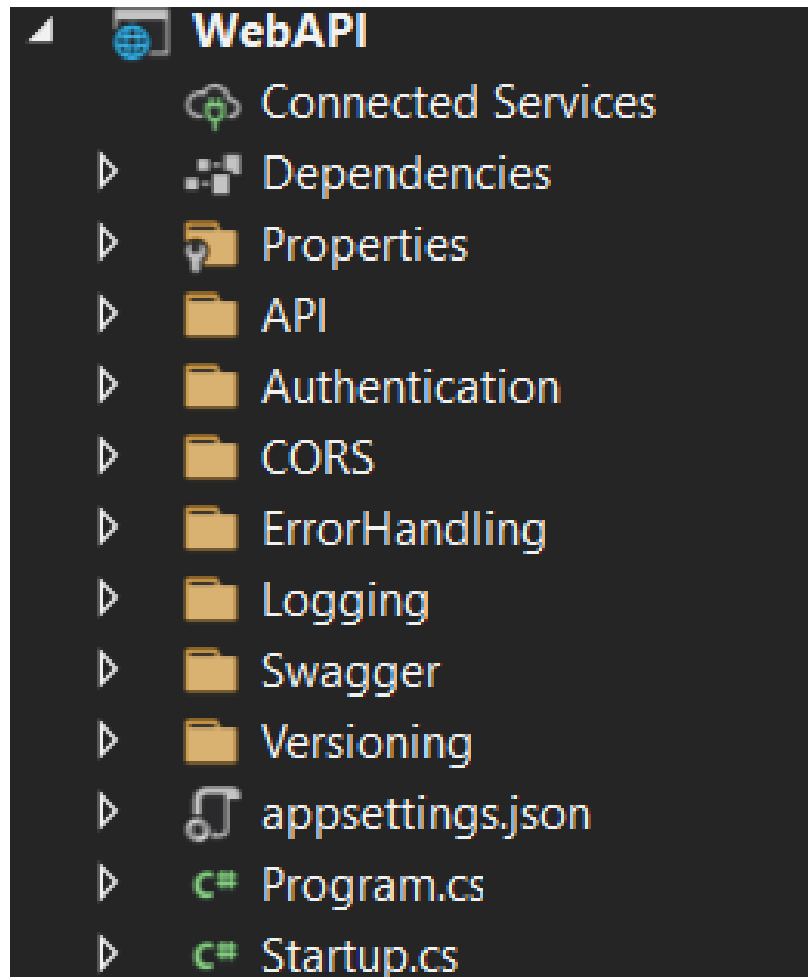 WebAPI
Connected Services
Dependencies
Properties
API
Authentication
CORS
ErrorHandling
Logging
Swagger
Versioning
appsettings.json
C# Program.cs
C# Startup.cs